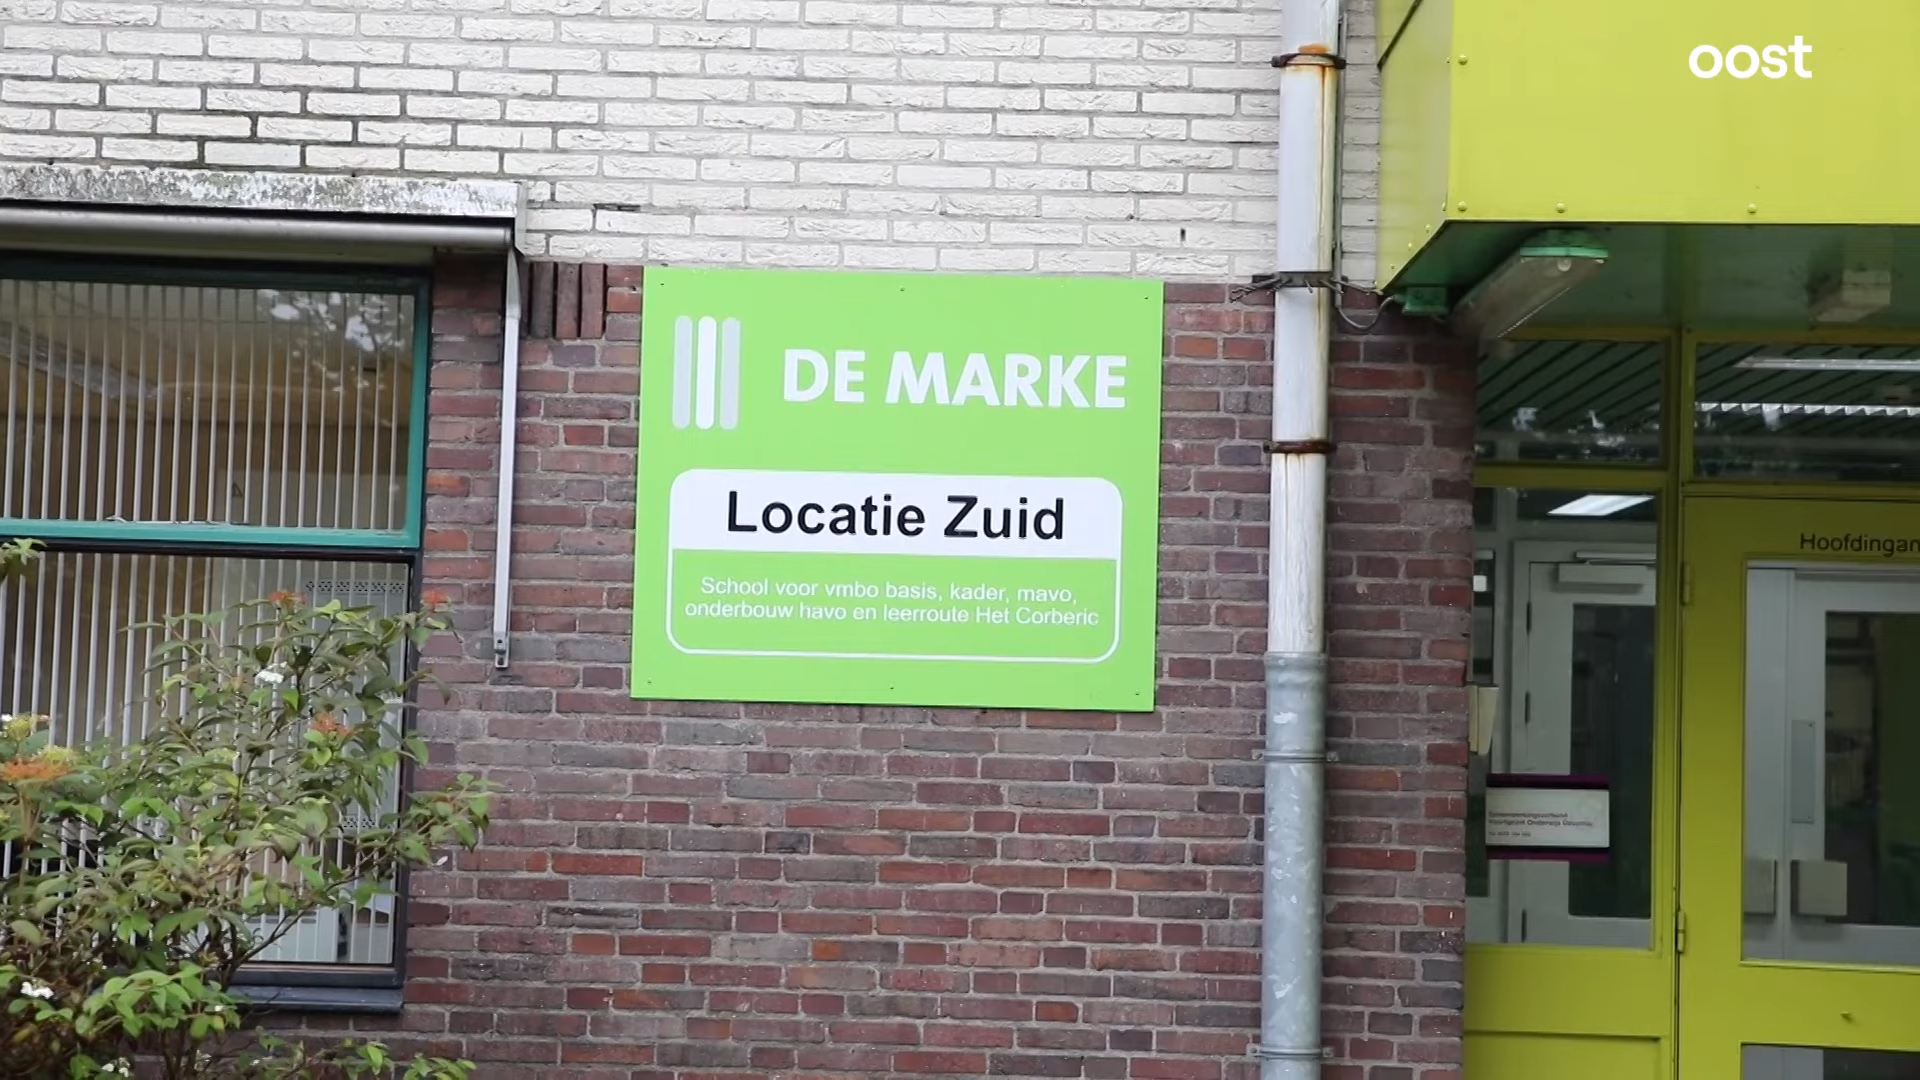 oost
DE MARKE
Locatie Zuid
School voor vmbo basis, kader, mavo,
onderbouw havo en leerroute Het Corberic
Hoofdingan